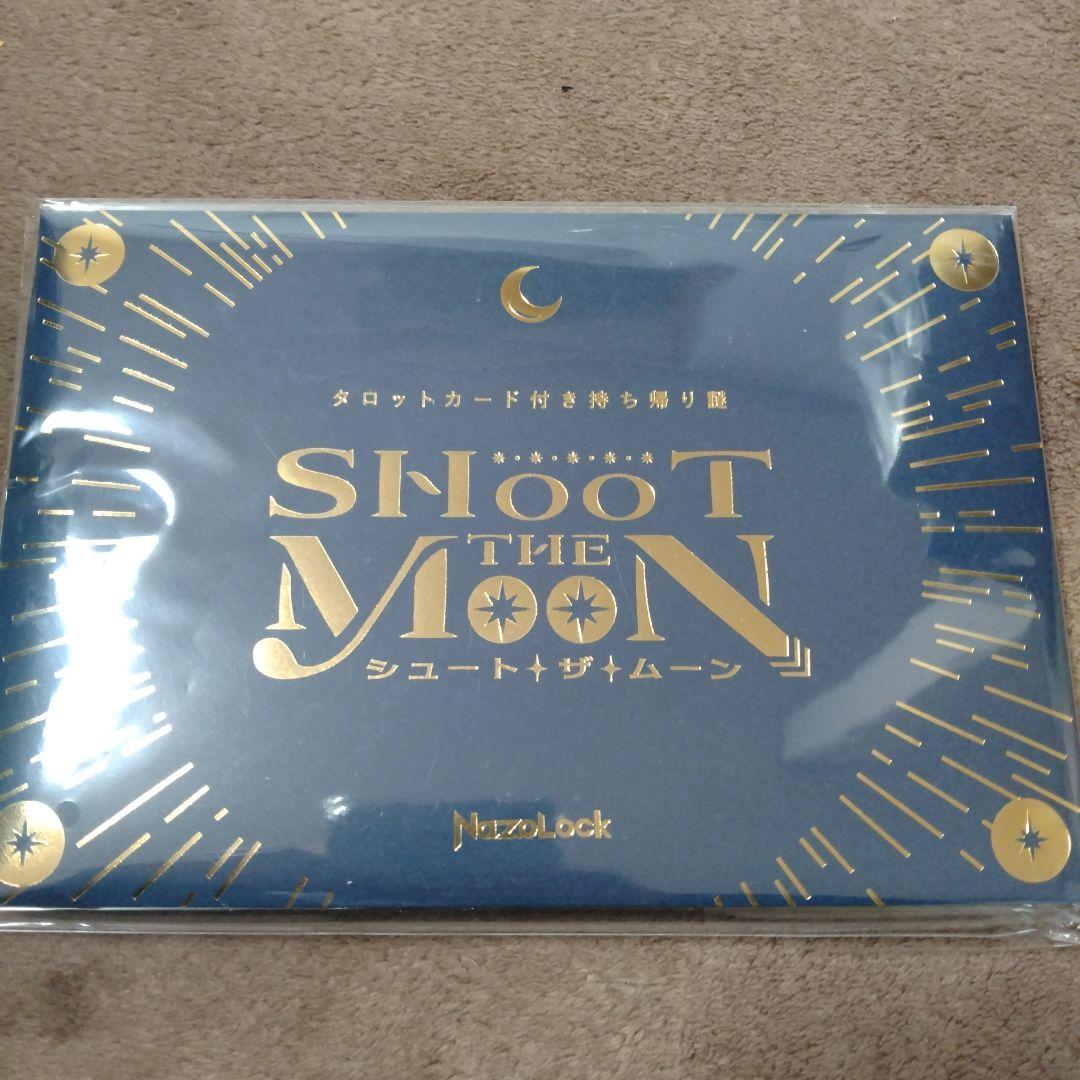 タロットカード付き持ち帰り謎
SHOOT
THE
MOON
シュート・ザ・ムーン
NazoLock